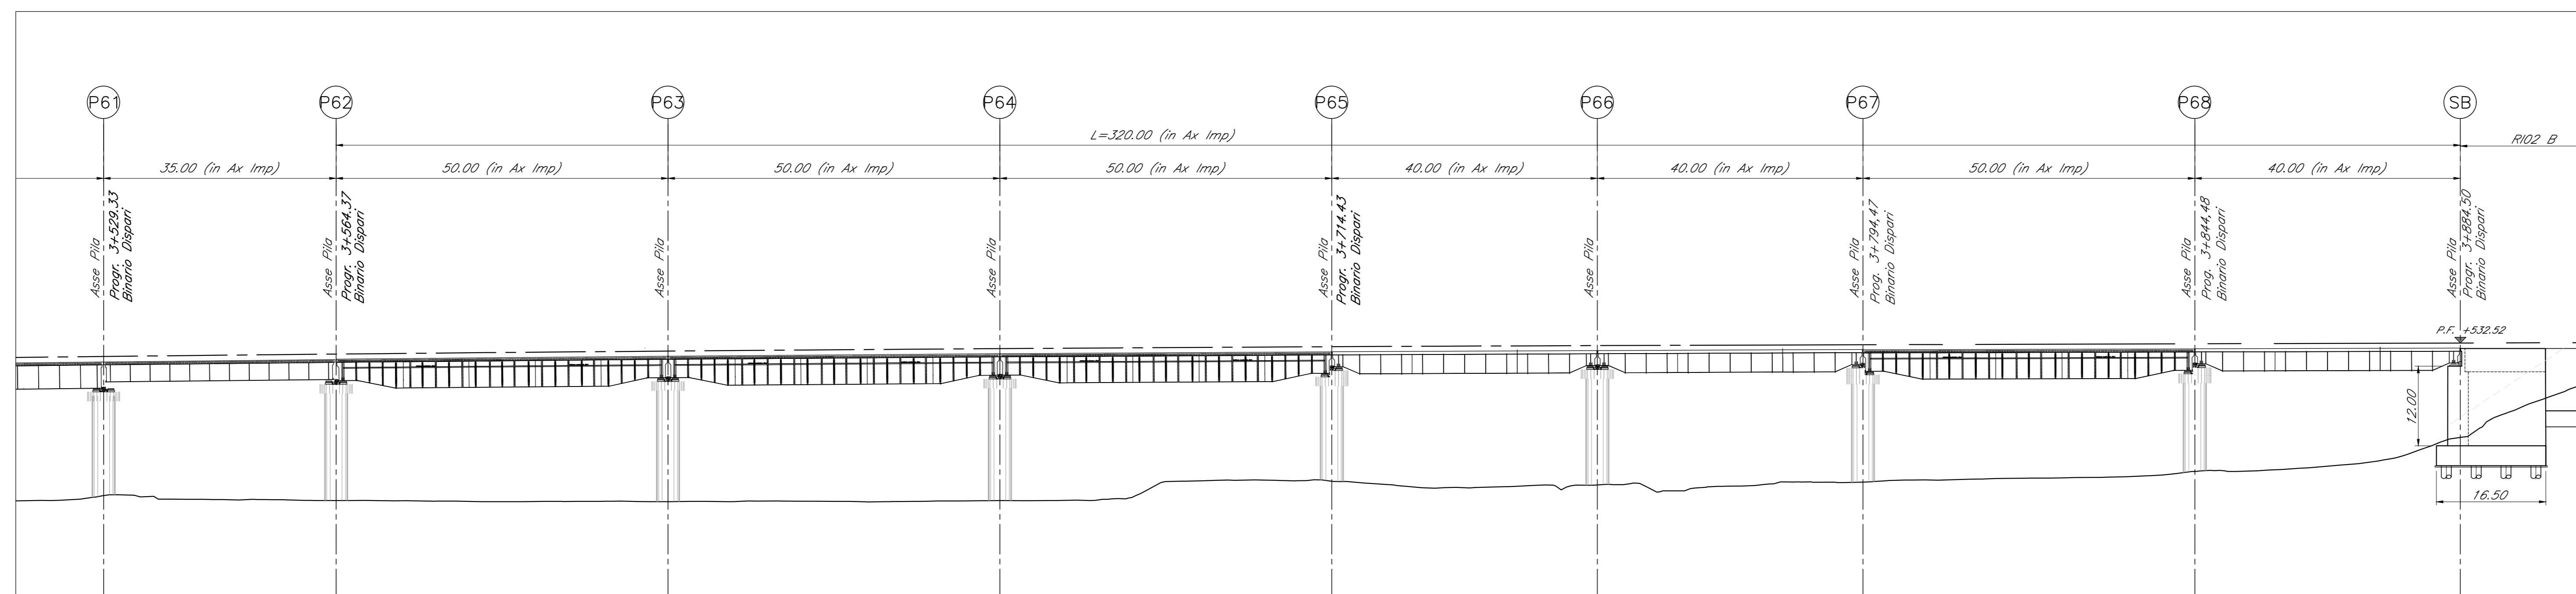 P61 P62 P63 P64 P65 P66 P67 P68 SB
L=320.00 (in Ax Imp)
RI02 B
35.00 (in Ax Imp) 50.00 (in Ax Imp) 50.00 (in Ax Imp) 50.00 (in Ax Imp) 40.00 (in Ax Imp) 40.00 (in Ax Imp) 50.00 (in Ax Imp) 40.00 (in Ax Imp)
Asse Pila
Progr. 3+529.33
Binario Dispari
Asse Pila
Progr. 3+564.37
Binario Dispari
Asse Pila
Asse Pila
Asse Pila
Progr. 3+714.43
Binario Dispari
Asse Pila
Asse Pila
Prog. 3+794,47
Binario Dispari
Asse Pila
Prog. 3+844,48
Binario Dispari
Asse Pila
Prog. 3+884,50
Binario Dispari
P.F. +532.52
12.00
16.50